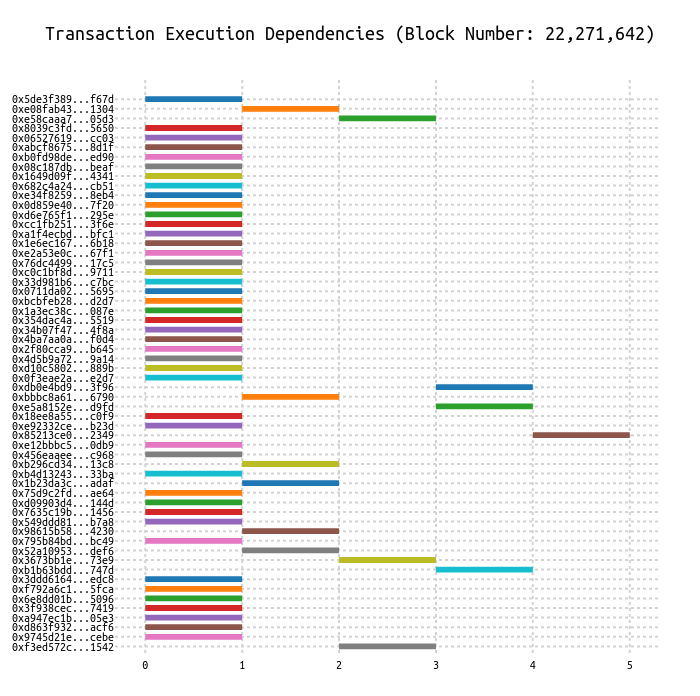 Transaction Execution Dependencies (Block Number: 22,271,642)
0x5de3f389...f67d
0xe08fab43...1304
0xe58caaa7...05d3
0x8039c3fd...5650
0x06527619...cc03
0xabcf8675...8d1f
0xb0fd98de...ed90
0x08c187db...beaf
0x1649d09f...4341
0x682c4a24...cb51
0xe34f8259...8eb4
0x0d859e40...7f20
0xd6e765f1...295e
0xcc1fb251...3f6e
0xa1f4ecbd...bfc1
0x1e6ec167...6b18
0xe2a53e0c...67f1
0x76dc4499...17c5
0xc0c1bf8d...9711
0x33d981b6...c7bc
0x0711da02...5695
0xbcbfeb28...d2d7
0x1a3ec38c...087e
0x354dac4a...5519
0x34b07f47...4f8a
0x4ba7aa0a...f0d4
0x2f80cca9...b645
0x4d5b9a72...9a14
0xd10c5802...889b
0x0f3eae2a...e2d7
0xdb0e4bd9...3f96
0xbbbc8a61...6790
0xe5a8152e...d9fd
0x18ee8a55...c0f9
0xe92332ce...b23d
0x85213ce0...2349
0xe12bbbc5...0db9
0x456eaaee...c968
0xb296cd34...13c8
0xb4d13243...33ba
0x1b23da3c...adaf
0x75d9c2fd...ae64
0xd09903d4...144d
0x7635c19b...1456
0x549ddd81...b7a8
0x98615b58...4230
0x795b84bd...bc49
0x52a10953...def6
0x3673bb1e...73e9
0xb1b63bdd...747d
0x3ddd6164...edc8
0xf792a6c1...5fca
0x6e8dd01b...5096
0x3f938cec...7419
0xa947ec1b...05e3
0xd863f932...acf6
0x9745d21e...cebe
0xf3ed572c...1542
0 1 2 3 4 5